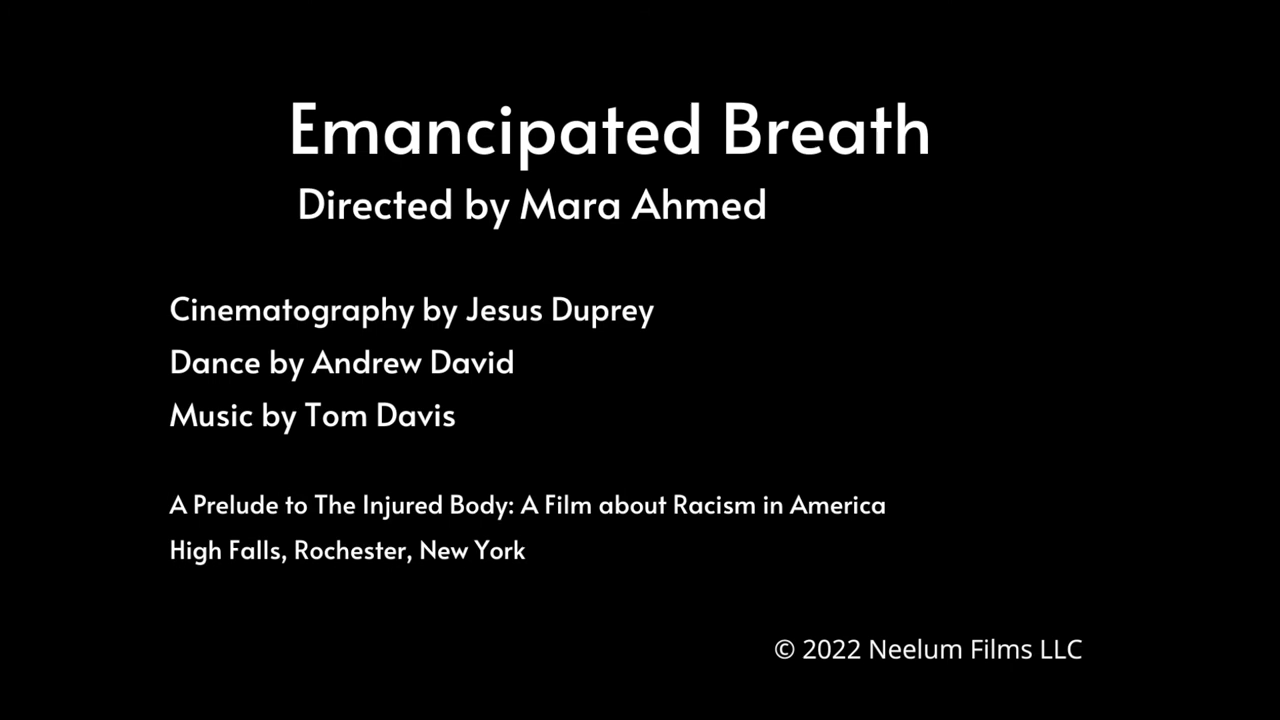 Emancipated Breath
Directed by Mara Ahmed
Cinematography by Jesus Duprey
Dance by Andrew David
Music by Tom Davis
A Prelude to The Injured Body: A Film about Racism in America
High Falls, Rochester, New York
© 2022 Neelum Films LLC